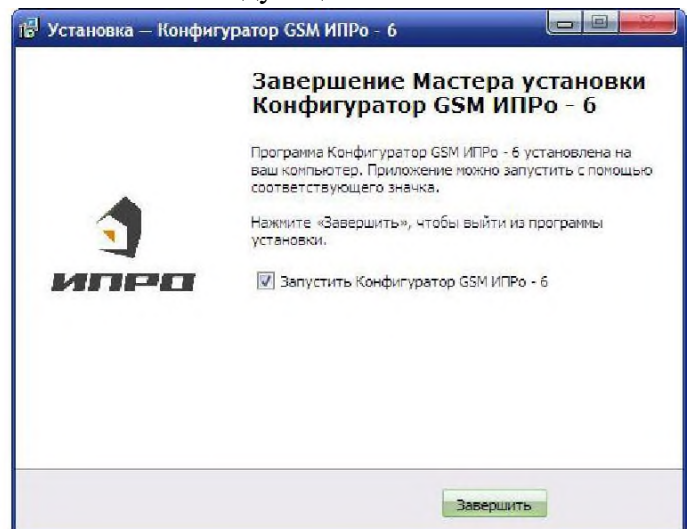 Установка — Конфигуратор GSM ИПРо - 6
Завершение Мастера установки
Конфигуратор GSM ИПРо - 6
Программа Конфигуратор GSM ИПРо - 6 установлена на
ваш компьютер. Приложение можно запустить с помощью
соответствующего значка.
Нажмите «Завершить», чтобы выйти из программы
установки.
ИПРО
Запустить Конфигуратор GSM ИПРо - 6
Завершить